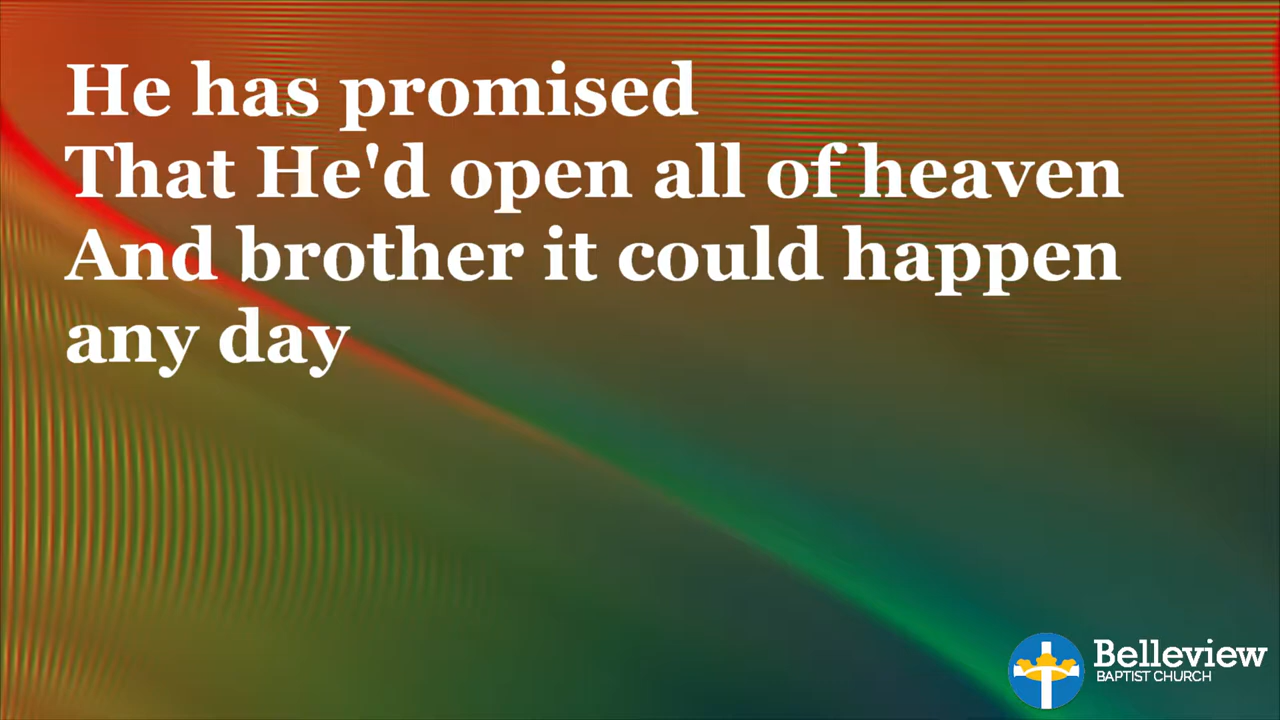 He has promised
That He'd open all of heaven
And brother it could happen
any day
Belleview
BAPTIST CHURCH